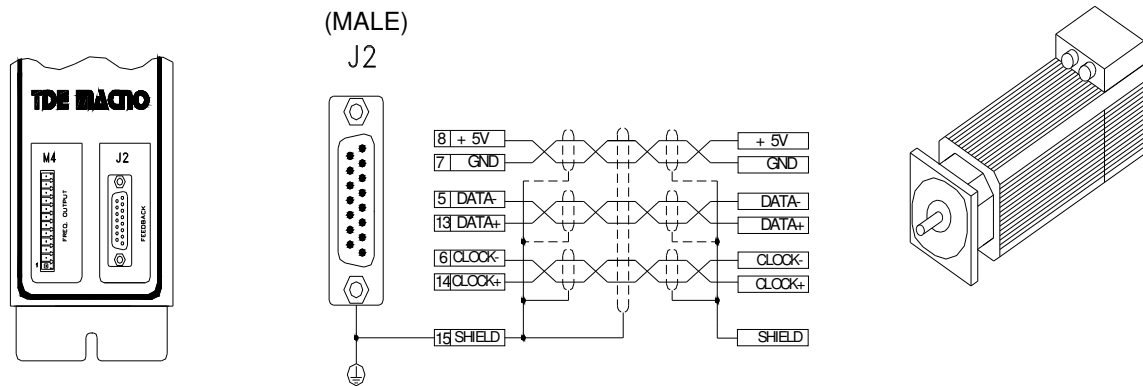 (MALE)
J2
TDE MACNO
M4
J2
FREQ. OUTPUT
FEEDBACK
1
8 + 5V
7 GND
5 DATA-
13 DATA+
6 CLOCK-
14 CLOCK+
15 SHIELD
+ 5V
GND
DATA-
DATA+
CLOCK-
CLOCK+
SHIELD